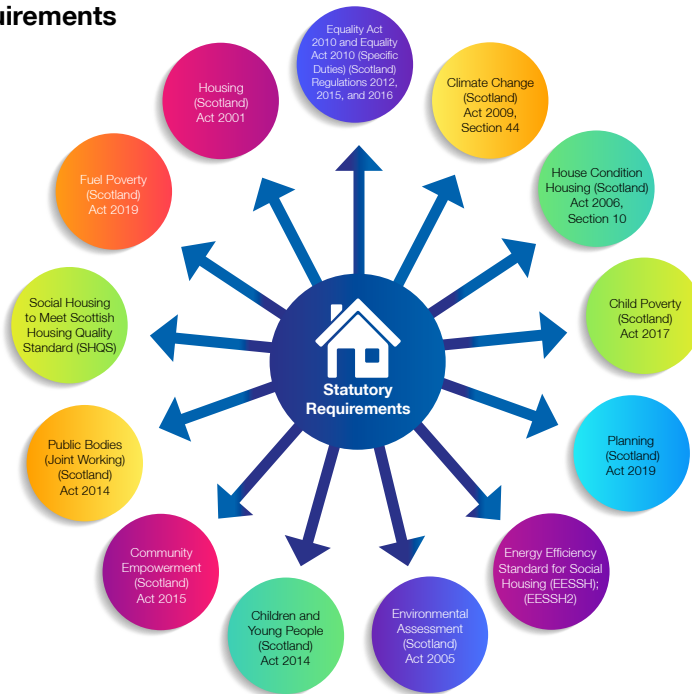 uirements
Equality Act
2010 and Equality
Act 2010 (Specific
Duties) (Scotland)
Regulations 2012,
2015, and 2016
Climate Change
(Scotland)
Act 2009,
Section 44
House Condition
Housing (Scotland)
Act 2006,
Section 10
Child Poverty
(Scotland)
Act 2017
Planning
(Scotland)
Act 2019
Energy Efficiency
Standard for Social
Housing (EESSH);
(EESSH2)
Environmental
Assessment
(Scotland)
Act 2005
Children and
Young People
(Scotland)
Act 2014
Community
Empowerment
(Scotland)
Act 2015
Public Bodies
(Joint Working)
(Scotland)
Act 2014
Social Housing
to Meet Scottish
Housing Quality
Standard (SHQS)
Fuel Poverty
(Scotland)
Act 2019
Housing
(Scotland)
Act 2001
Statutory
Requirements